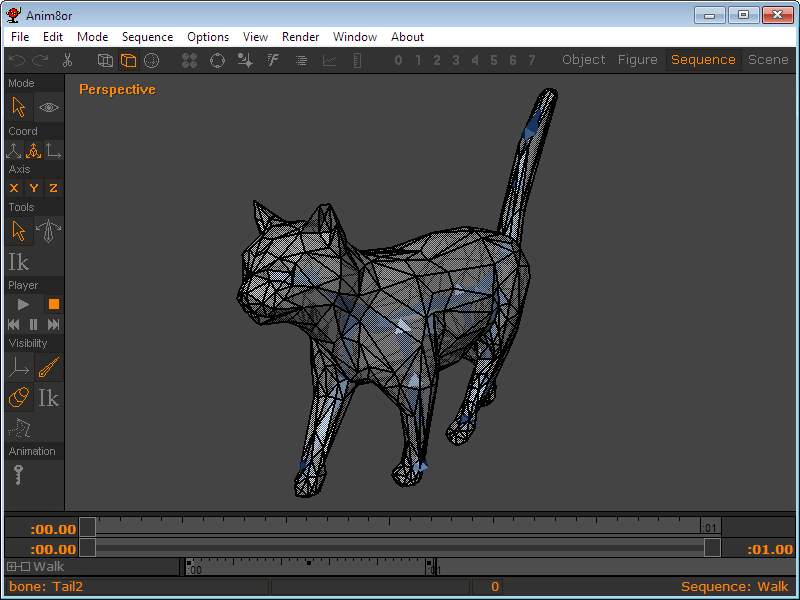 Anim8or
File Edit Mode Sequence Options View Render Window About
0 1 2 3 4 5 6 7 Object Figure Sequence Scene
Mode
Perspective
Coord
Axis
X Y Z
Tools
Ik
Player
Visibility
Ik
Animation
:00.00 :01
:00.00 :01.00
Walk :00 :01
bone: Tail2 0 Sequence: Walk